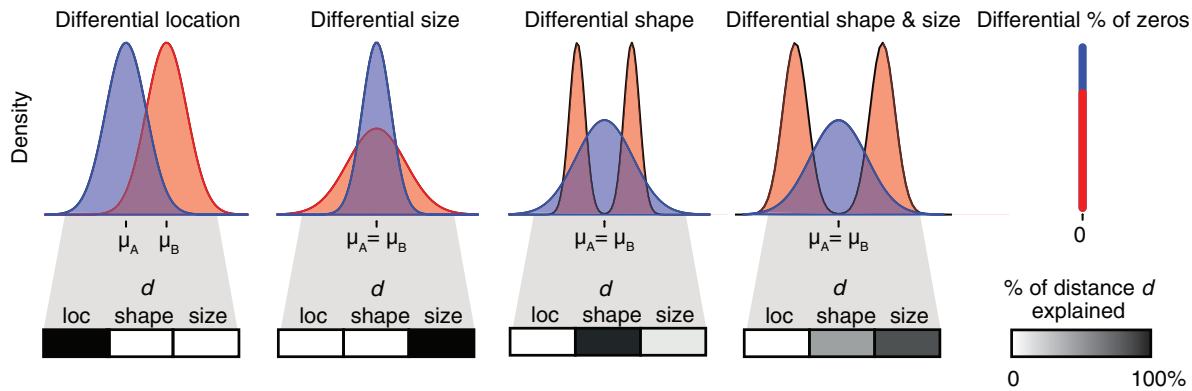 Differential location
Differential size
Differential shape
Differential shape & size
Differential % of zeros
Density
μA μB
μA= μB
μA= μB
μA= μB
0
d
loc shape size
d
loc shape size
d
loc shape size
d
loc shape size
% of distance d
explained
0 100%